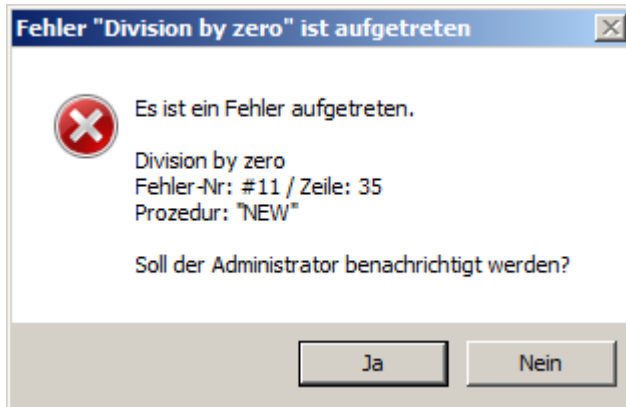 Fehler "Division by zero" ist aufgetreten
Es ist ein Fehler aufgetreten.
Division by zero
Fehler-Nr: #11 / Zeile: 35
Prozedur: "NEW"
Soll der Administrator benachrichtigt werden?
Ja
Nein